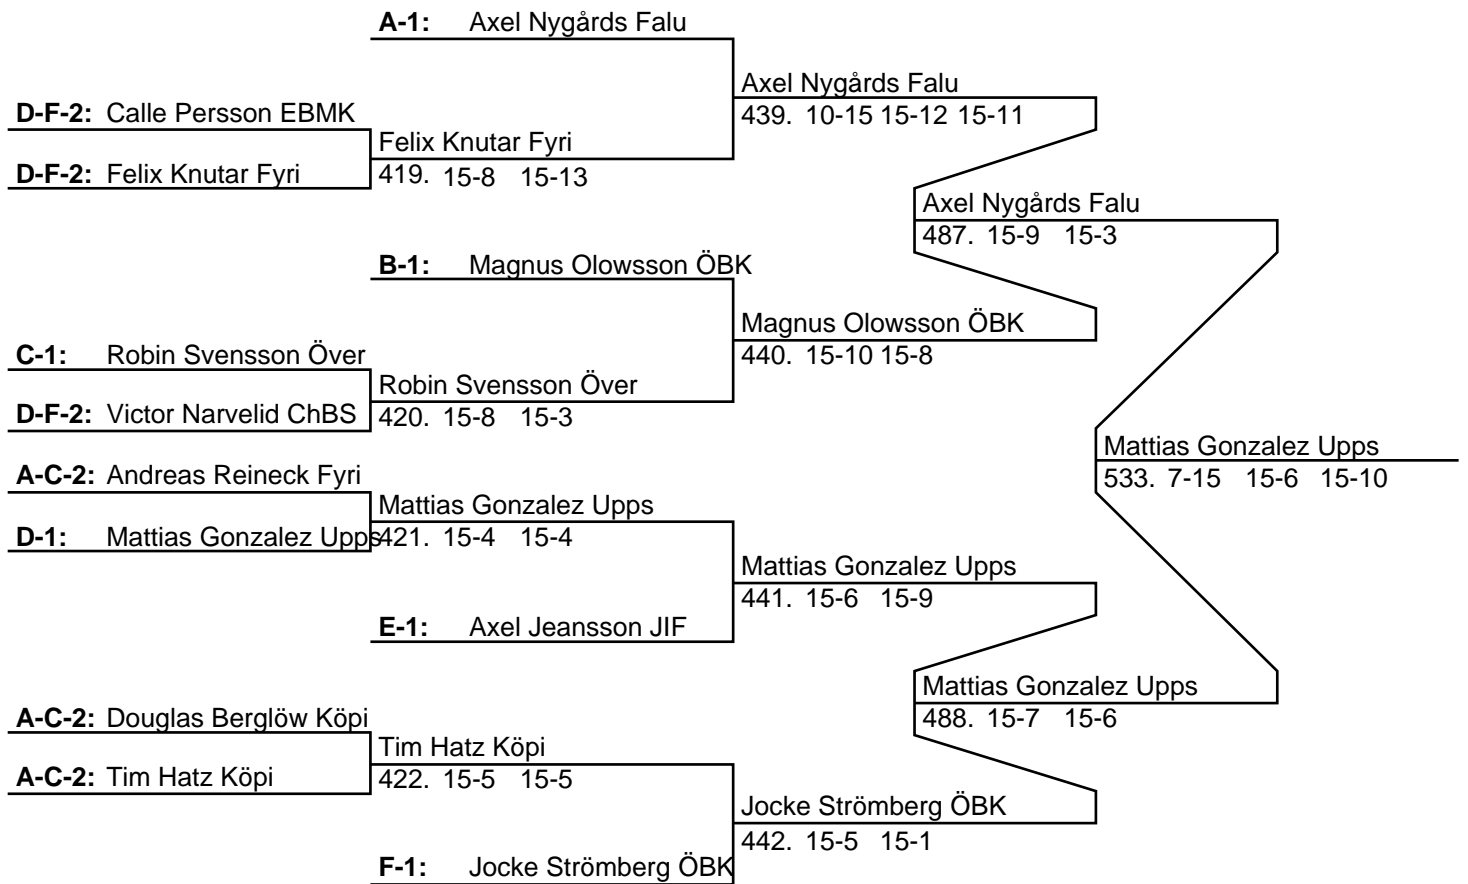 A-1: Axel Nygårds Falu
Axel Nygårds Falu
439. 10-15 15-12 15-11
D-F-2: Calle Persson EBMK
Felix Knutar Fyri
D-F-2: Felix Knutar Fyri
419. 15-8 15-13
Axel Nygårds Falu
487. 15-9 15-3
B-1: Magnus Olowsson ÖBK
Magnus Olowsson ÖBK
440. 15-10 15-8
C-1: Robin Svensson Över
Robin Svensson Över
D-F-2: Victor Narvelid ChBS
420. 15-8 15-3
Mattias Gonzalez Upps
533. 7-15 15-6 15-10
A-C-2: Andreas Reineck Fyri
Mattias Gonzalez Upps
D-1: Mattias Gonzalez Upps
421. 15-4 15-4
Mattias Gonzalez Upps
441. 15-6 15-9
E-1: Axel Jeansson JIF
Mattias Gonzalez Upps
488. 15-7 15-6
A-C-2: Douglas Berglöw Köpi
Tim Hatz Köpi
A-C-2: Tim Hatz Köpi
422. 15-5 15-5
Jocke Strömberg ÖBK
442. 15-5 15-1
F-1: Jocke Strömberg ÖBK